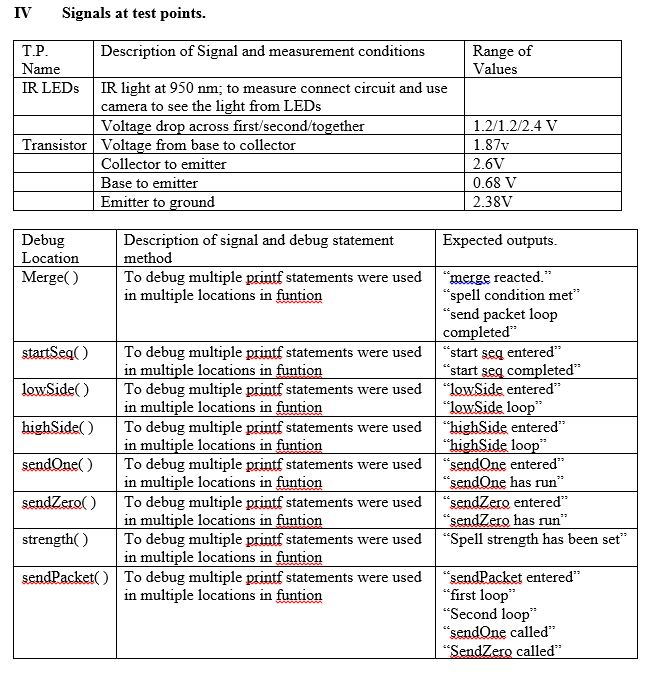 IV Signals at test points.
T.P. Description of Signal and measurement conditions Range of
Name Values
IR LEDs IR light at 950 nm; to measure connect circuit and use
camera to see the light from LEDs
Voltage drop across first/second/together 1.2/1.2/2.4 V
Transistor Voltage from base to collector 1.87v
Collector to emitter 2.6V
Base to emitter 0.68 V
Emitter to ground 2.38V
Debug Description of signal and debug statement Expected outputs.
Location method
Merge( ) To debug multiple printf statements were used “merge reacted.”
in multiple locations in funtion “spell condition met”
“send packet loop
completed”
startSeq( ) To debug multiple printf statements were used “start seq entered”
in multiple locations in funtion “start seq completed”
lowSide( ) To debug multiple printf statements were used “lowSide entered”
in multiple locations in funtion “lowSide loop”
highSide( ) To debug multiple printf statements were used “highSide entered”
in multiple locations in funtion “highSide loop”
sendOne( ) To debug multiple printf statements were used “sendOne entered”
in multiple locations in funtion “sendOne has run”
sendZero( ) To debug multiple printf statements were used “sendZero entered”
in multiple locations in funtion “sendZero has run”
strength( ) To debug multiple printf statements were used “Spell strength has been set”
in multiple locations in funtion
sendPacket( ) To debug multiple printf statements were used “sendPacket entered”
in multiple locations in funtion “first loop”
“Second loop”
“sendOne called”
“SendZero called”